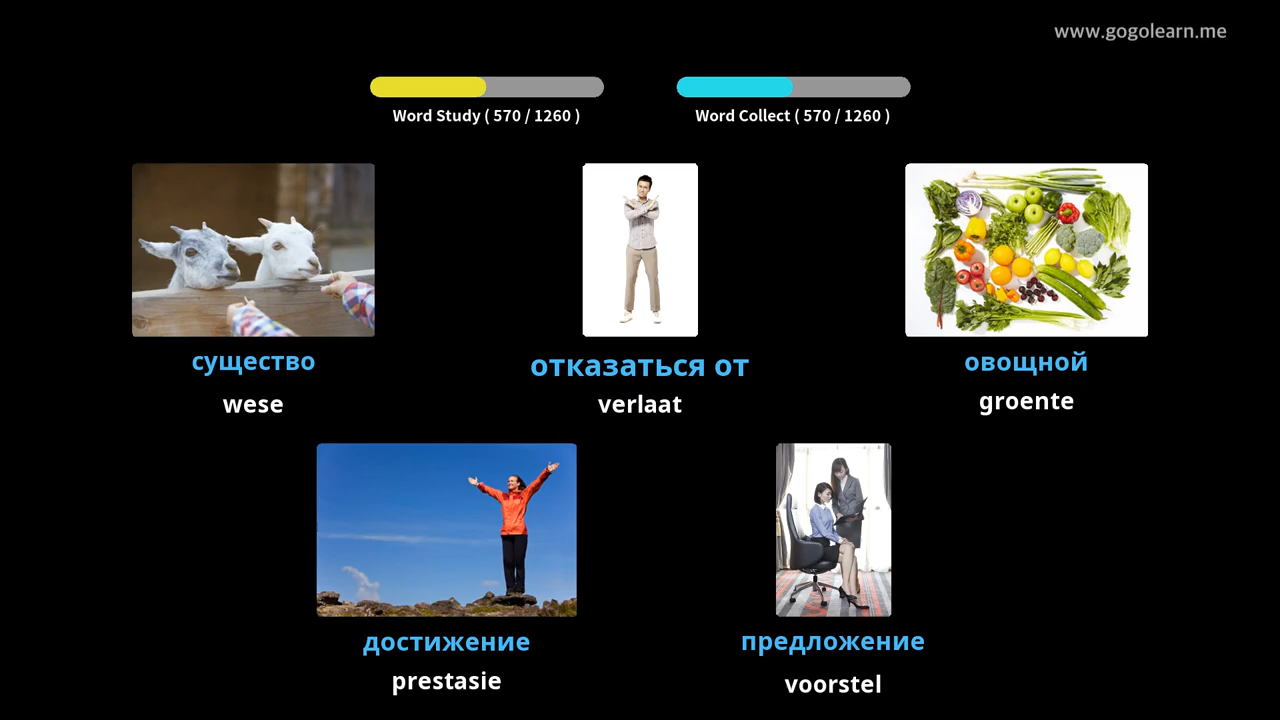 www.gogolearn.me
Word Study ( 570 / 1260 )
Word Collect ( 570 / 1260 )
существо
wese
отказаться от
verlaat
овощной
groente
достижение
prestasie
предложение
voorstel